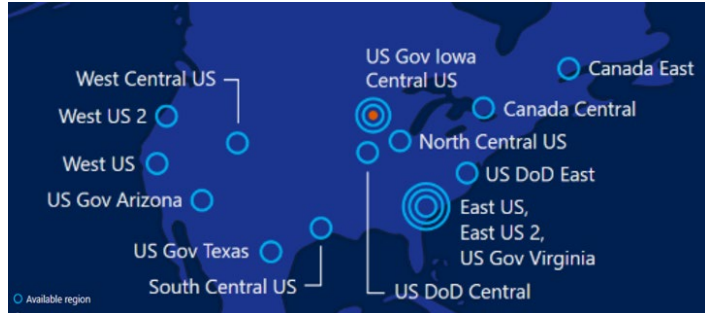 US Gov Iowa
Central US
Canada East
West Central US
Canada Central
West US 2
North Central US
West US
US DoD East
US Gov Arizona
East US,
East US 2,
US Gov Virginia
US Gov Texas
South Central US
US DoD Central
Available region